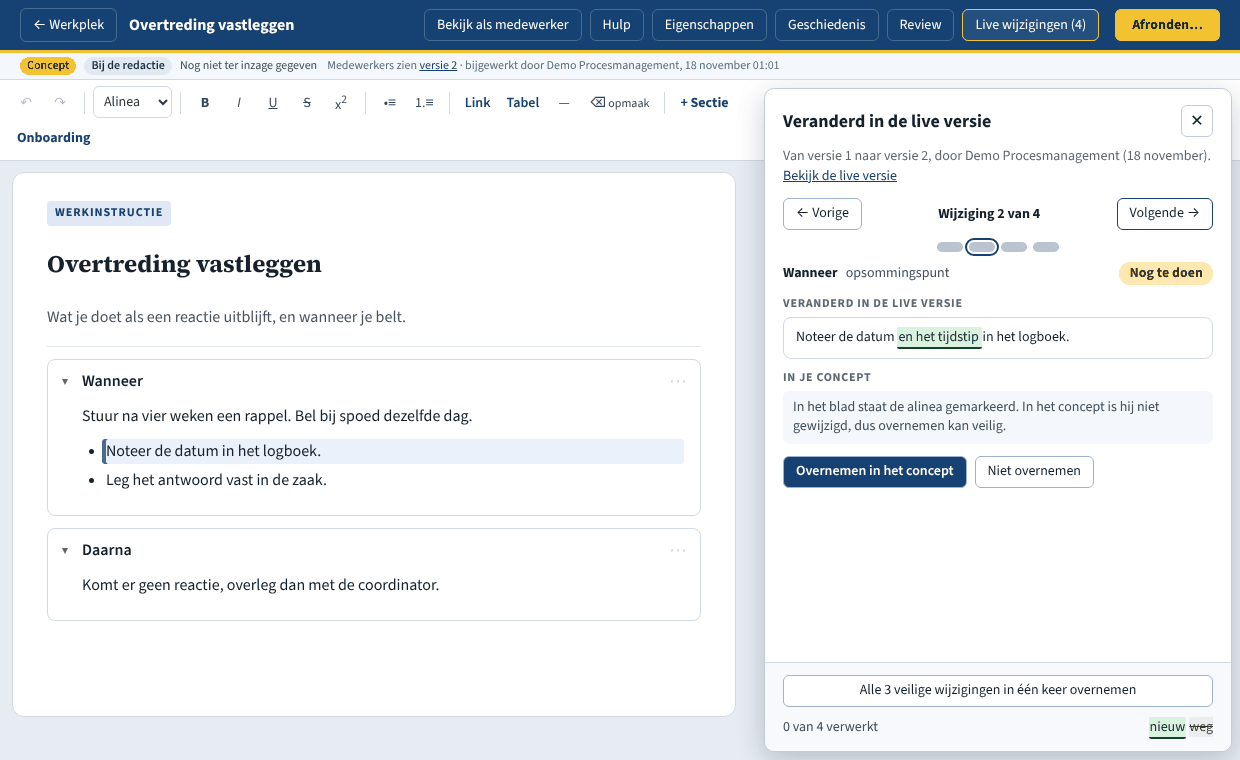 ← Werkplek
Overtreding vastleggen
Bekijk als medewerker
Hulp
Eigenschappen
Geschiedenis
Review
Live wijzigingen (4)
Afronden...
Concept
Bij de redactie
Nog niet ter inzage gegeven
Medewerkers zien versie 2 · bijgewerkt door Demo Procesmanagement, 18 november 01:01
Alinea
B
I
U
S
x²
•≡
1.≡
Link
Tabel
—
⌫ opmaak
+ Sectie
Onboarding
WERKINSTRUCTIE
Overtreding vastleggen
Wat je doet als een reactie uitblijft, en wanneer je belt.
▾ Wanneer ···
Stuur na vier weken een rappel. Bel bij spoed dezelfde dag.
• Noteer de datum in het logboek.
• Leg het antwoord vast in de zaak.
▾ Daarna ···
Komt er geen reactie, overleg dan met de coordinator.
Veranderd in de live versie
✕
Van versie 1 naar versie 2, door Demo Procesmanagement (18 november).
Bekijk de live versie
← Vorige
Wijziging 2 van 4
Volgende →
Wanneer opsommingspunt
Nog te doen
VERANDERD IN DE LIVE VERSIE
Noteer de datum en het tijdstip in het logboek.
IN JE CONCEPT
In het blad staat de alinea gemarkeerd. In het concept is hij niet
gewijzigd, dus overnemen kan veilig.
Overnemen in het concept
Niet overnemen
Alle 3 veilige wijzigingen in één keer overnemen
0 van 4 verwerkt
nieuw weg